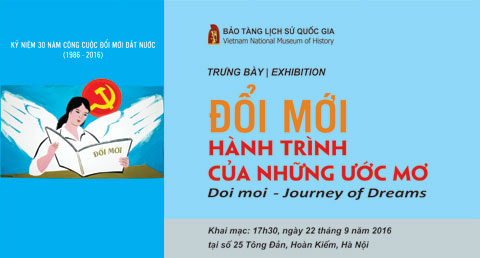 KỶ NIỆM 30 NĂM CÔNG CUỘC ĐỔI MỚI ĐẤT NƯỚC
(1986 - 2016)
ĐỔI MỚI
BẢO TÀNG LỊCH SỬ QUỐC GIA
Vietnam National Museum of History
TRƯNG BÀY | EXHIBITION
ĐỔI MỚI
HÀNH TRÌNH
CỦA NHỮNG ƯỚC MƠ
Doi moi - Journey of Dreams
Khai mạc: 17h30, ngày 22 tháng 9 năm 2016
tại số 25 Tông Đản, Hoàn Kiếm, Hà Nội